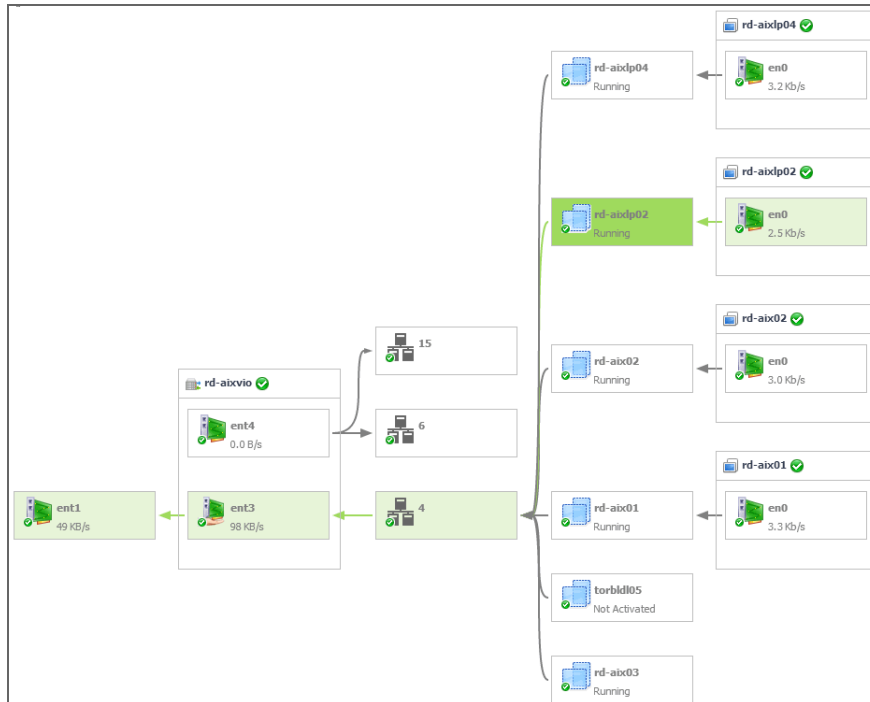 rd-aixlp04
rd-aixlp04
Running
en0
3.2 Kb/s
rd-aixlp02
rd-aixlp02
Running
en0
2.5 Kb/s
rd-aix02
15
rd-aix02
Running
en0
3.0 Kb/s
rd-aixvio
ent4
0.0 B/s
6
rd-aix01
ent1
49 KB/s
ent3
98 KB/s
4
rd-aix01
Running
en0
3.3 Kb/s
torbldl05
Not Activated
rd-aix03
Running